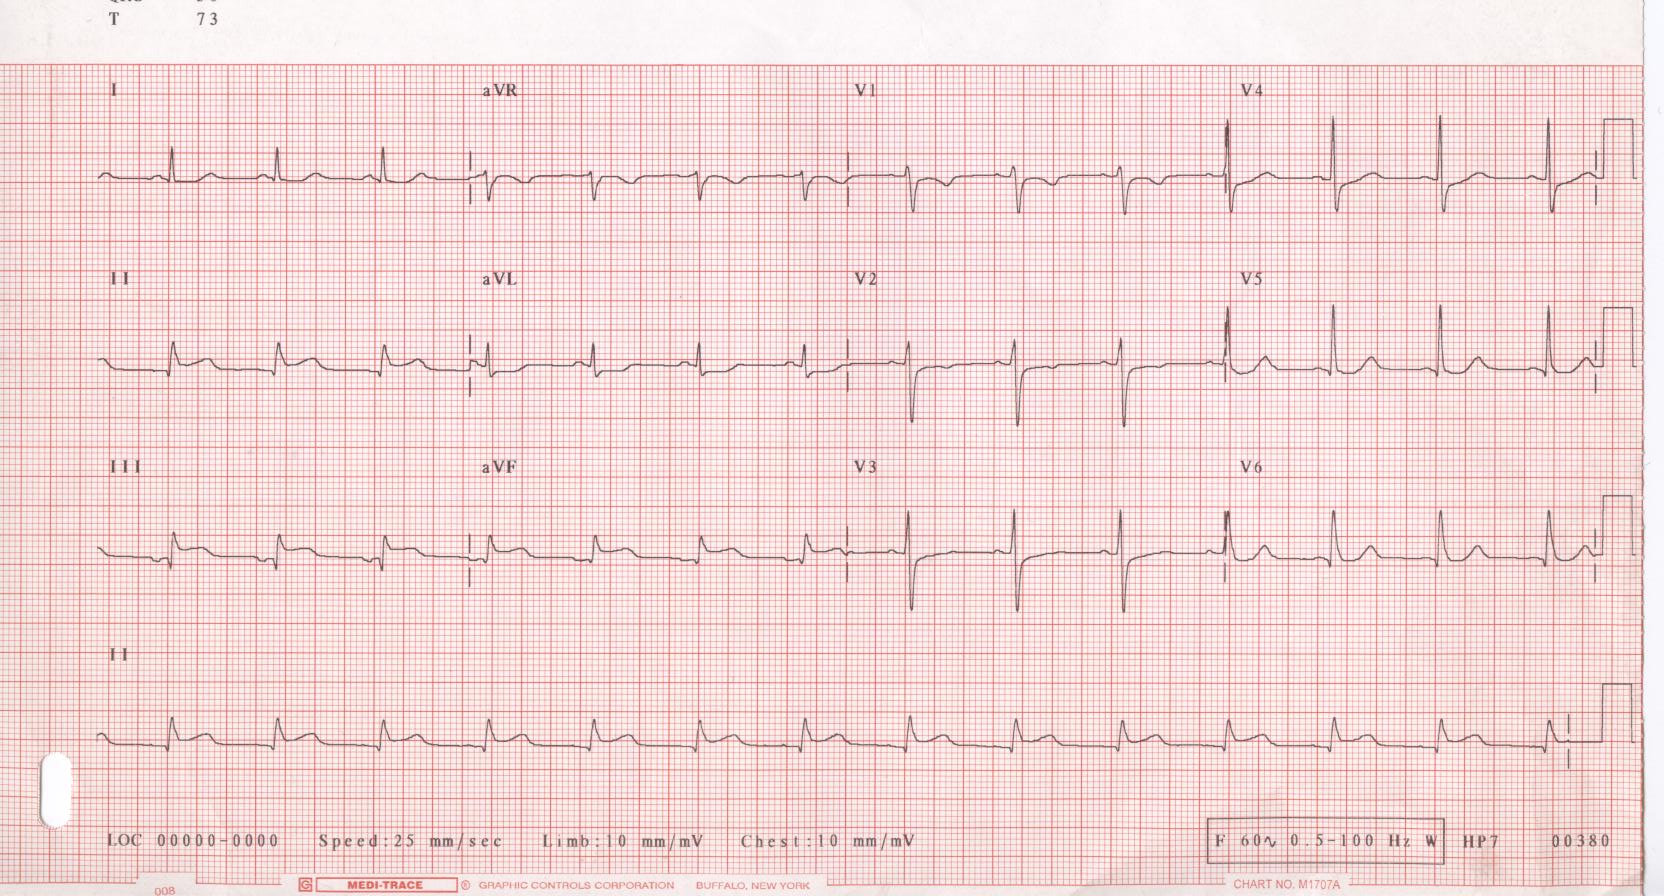 T 73
I aVR V1 V4
II aVL V2 V5
III aVF V3 V6
II
LOC 00000-0000 Speed:25 mm/sec Limb:10 mm/mV Chest:10 mm/mV F 60∿ 0.5-100 Hz W HP7 00380
008 G MEDI-TRACE ® GRAPHIC CONTROLS CORPORATION BUFFALO, NEW YORK CHART NO. M1707A